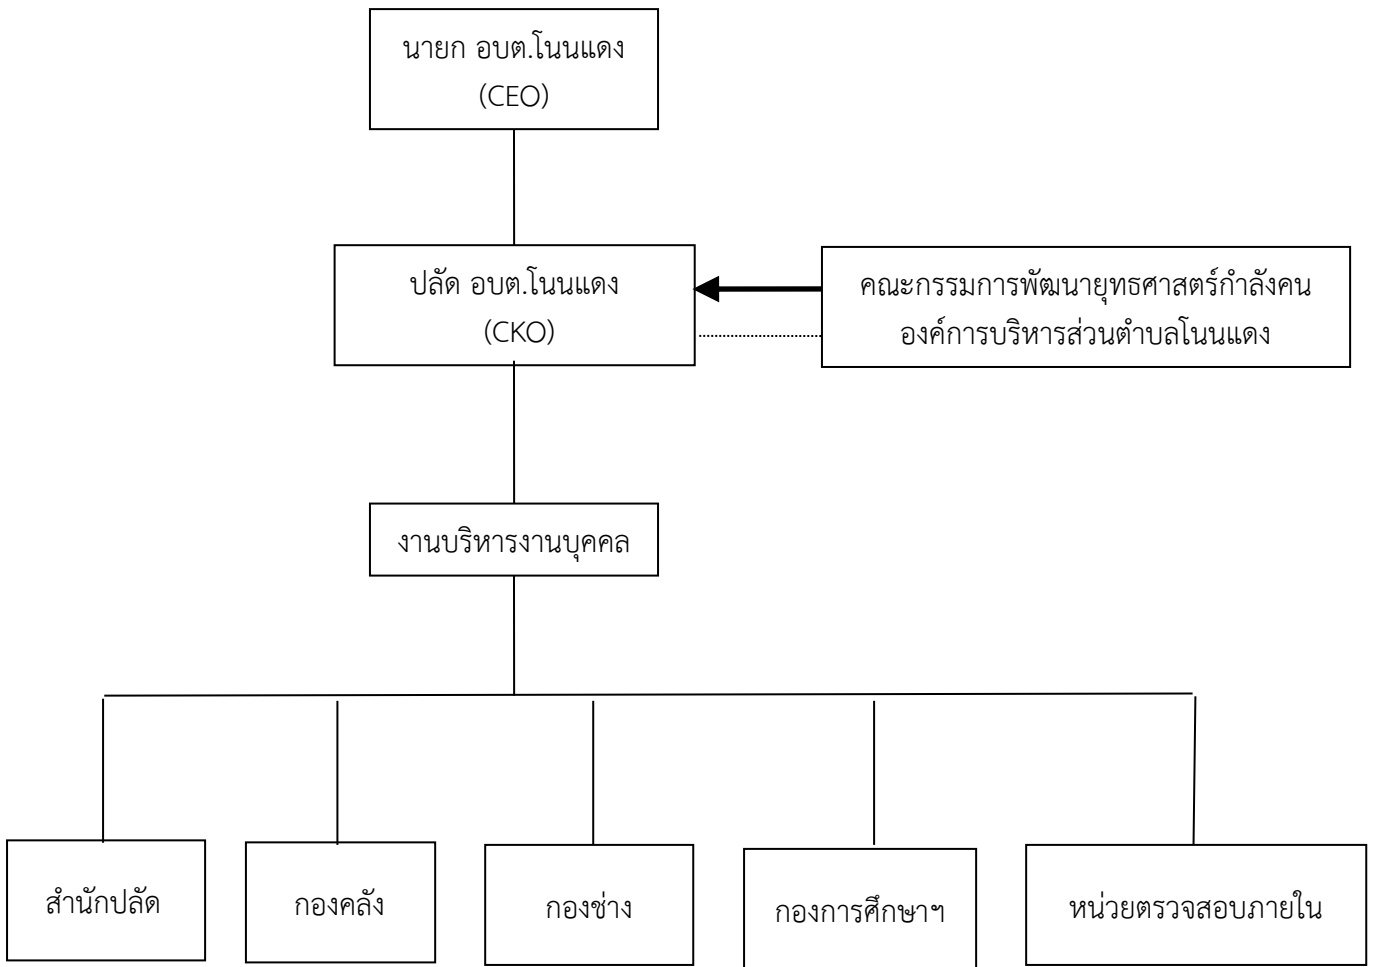 นายก อบต.โนนแดง
(CEO)
ปลัด อบต.โนนแดง
(CKO)
คณะกรรมการพัฒนายุทธศาสตร์กำลังคน
องค์การบริหารส่วนตำบลโนนแดง
งานบริหารงานบุคคล
สำนักปลัด
กองคลัง
กองช่าง
กองการศึกษาฯ
หน่วยตรวจสอบภายใน